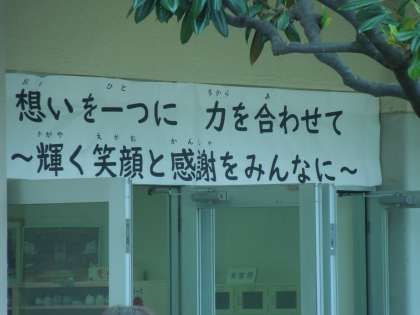 想いを一つに 力を合わせて
～輝く笑顔と感謝をみんなに～